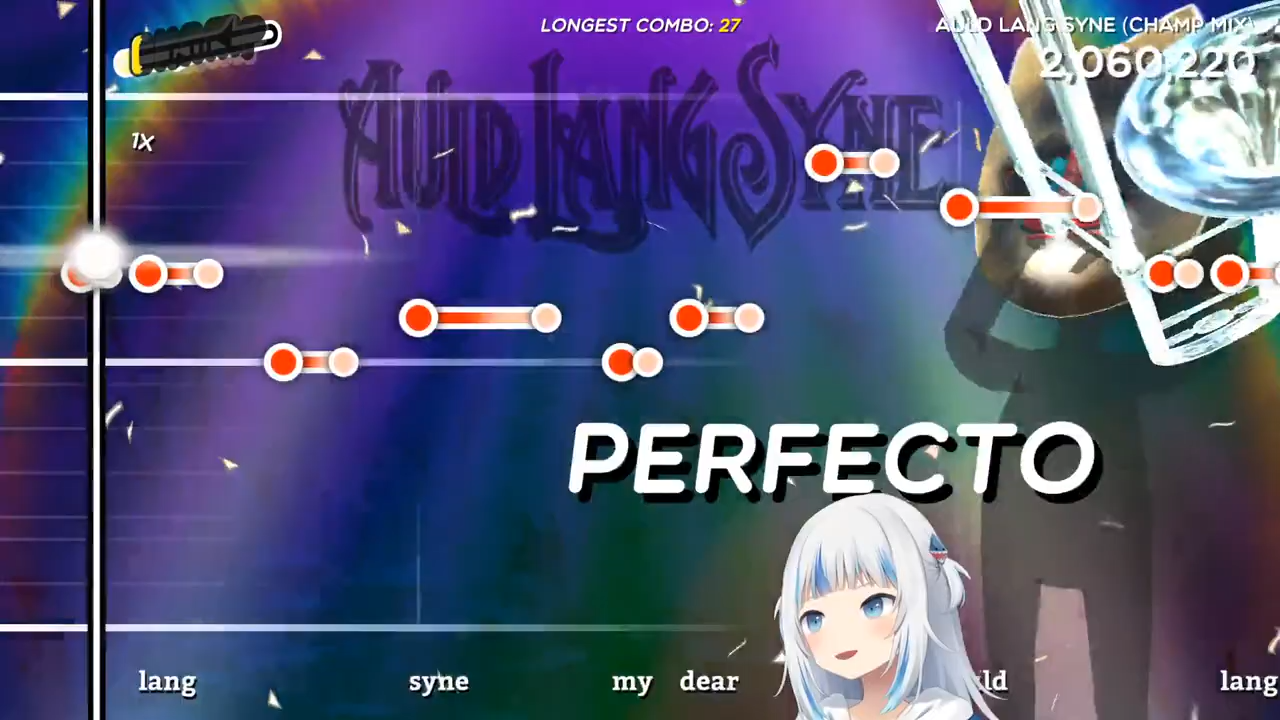 LONGEST COMBO: 27
AULD LANG SYNE (CHAMP MIX)
2,060,220
1X
AULD LANG SYNE
PERFECTO
lang syne my dear ld lang